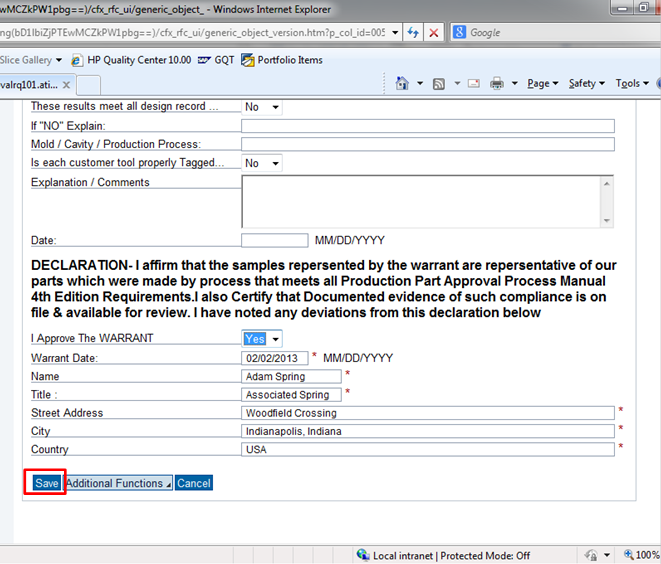 wMCZkPW1pbg==)/cfx_rfc_ui/generic_object_ - Windows Internet Explorer
ng(bD1lbiZjPTEwMCZkPW1pbg==)/cfx_rfc_ui/generic_object_version.htm?p_col_id=005
Google
Slice Gallery HP Quality Center 10.00 GQT Portfolio Items
valrq101.ati... Page Safety Tools
These results meet all design record ... No
If "NO" Explain:
Mold / Cavity / Production Process:
Is each customer tool properly Tagged... No
Explanation / Comments
Date: MM/DD/YYYY
DECLARATION- I affirm that the samples repersented by the warrant are repersentative of our
parts which were made by process that meets all Production Part Approval Process Manual
4th Edition Requirements.I also Certify that Documented evidence of such compliance is on
file & available for review. I have noted any deviations from this declaration below
I Approve The WARRANT Yes
Warrant Date: 02/02/2013 * MM/DD/YYYY
Name Adam Spring *
Title : Associated Spring *
Street Address Woodfield Crossing *
City Indianapolis, Indiana *
Country USA *
Save Additional Functions Cancel
Local intranet | Protected Mode: Off 100%